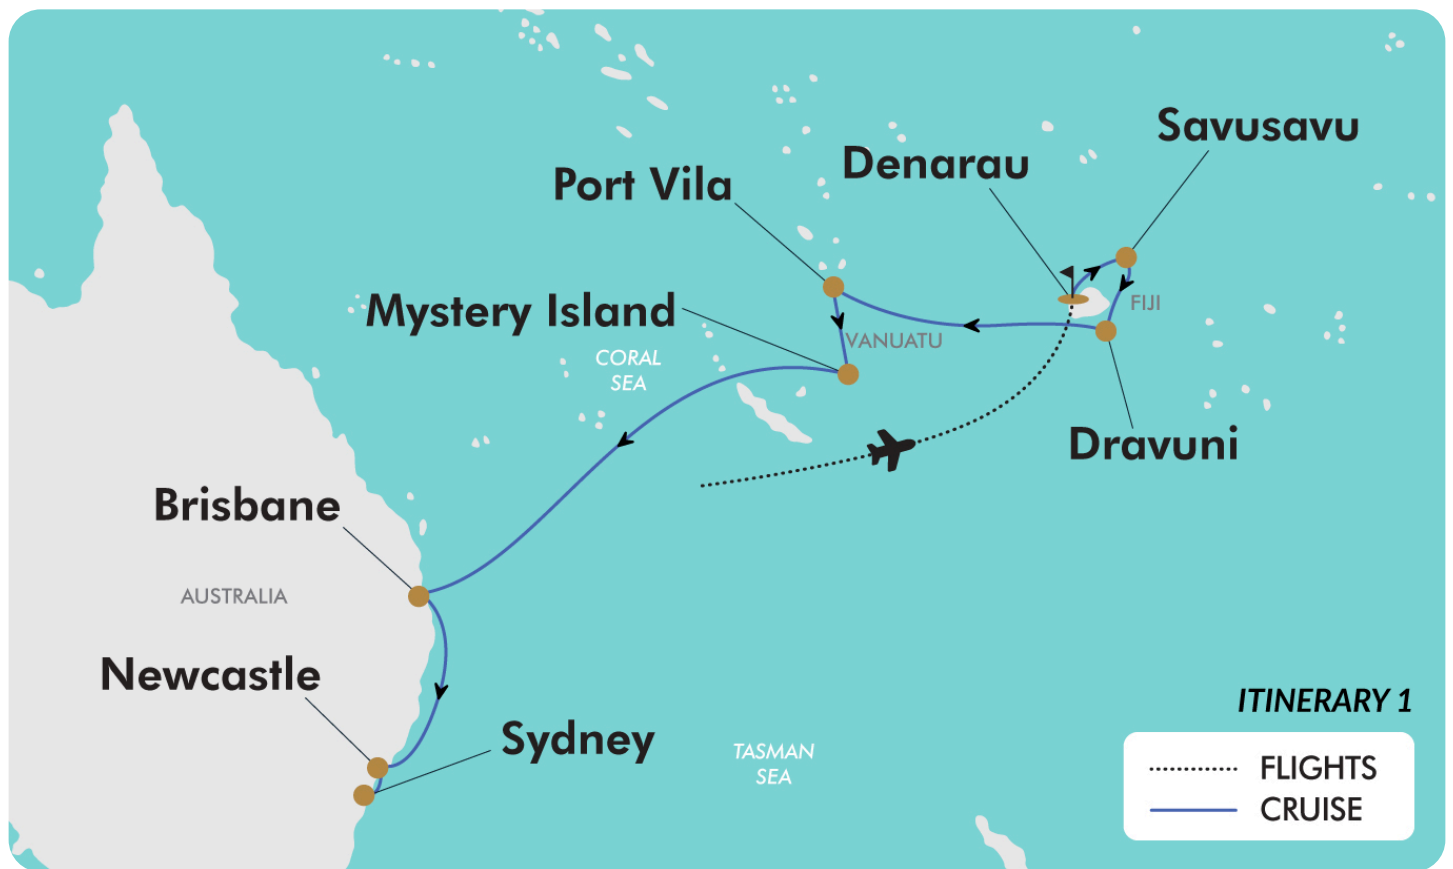 Savusavu
Denarau
Port Vila
Mystery Island
FIJI
VANUATU
CORAL
SEA
Dravuni
Brisbane
AUSTRALIA
Newcastle
Sydney
TASMAN
SEA
ITINERARY 1
FLIGHTS
CRUISE